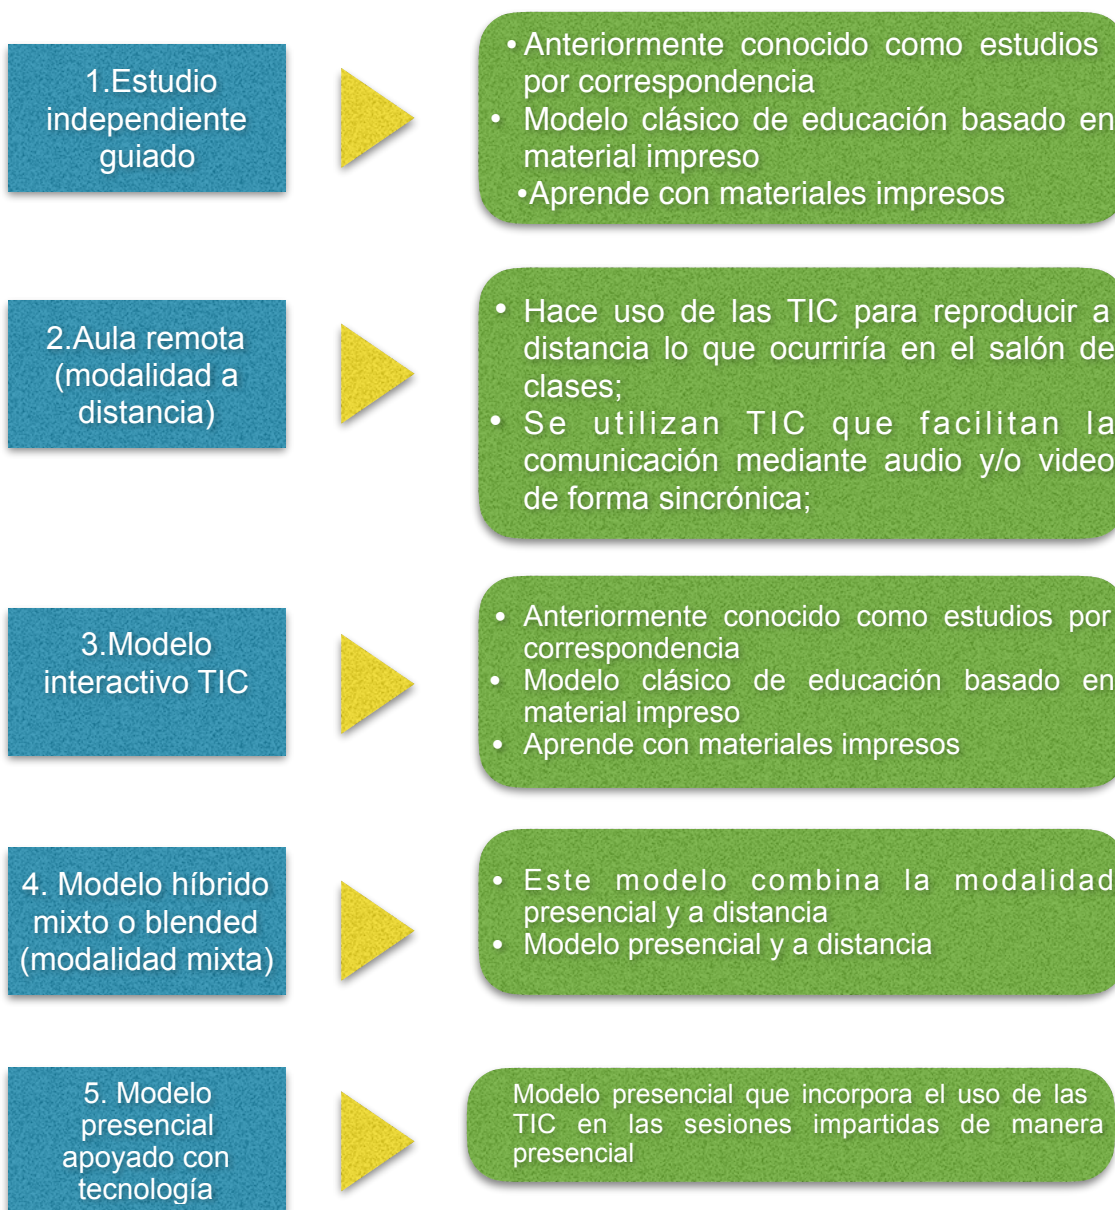 1.Estudio
independiente
guiado
• Anteriormente conocido como estudios
por correspondencia
• Modelo clásico de educación basado en
material impreso
•Aprende con materiales impresos
2.Aula remota
(modalidad a
distancia)
• Hace uso de las TIC para reproducir a
distancia lo que ocurriría en el salón de
clases;
• Se utilizan TIC que facilitan la
comunicación mediante audio y/o video
de forma sincrónica;
3.Modelo
interactivo TIC
• Anteriormente conocido como estudios por
correspondencia
• Modelo clásico de educación basado en
material impreso
• Aprende con materiales impresos
4. Modelo híbrido
mixto o blended
(modalidad mixta)
• Este modelo combina la modalidad
presencial y a distancia
• Modelo presencial y a distancia
5. Modelo
presencial
apoyado con
tecnología
Modelo presencial que incorpora el uso de las
TIC en las sesiones impartidas de manera
presencial